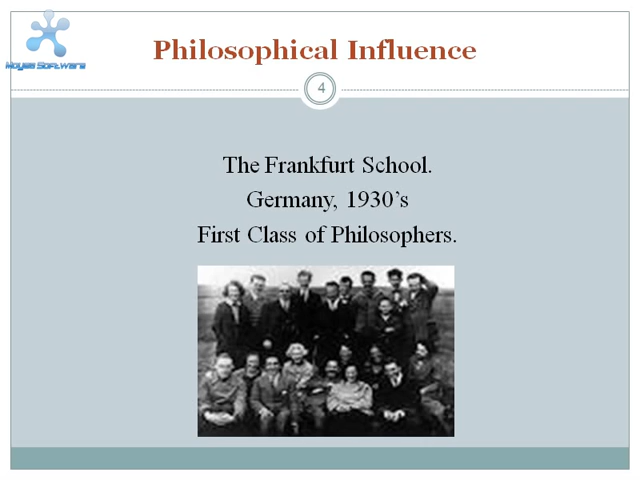 Philosophical Influence
4
The Frankfurt School.
Germany, 1930’s
First Class of Philosophers.